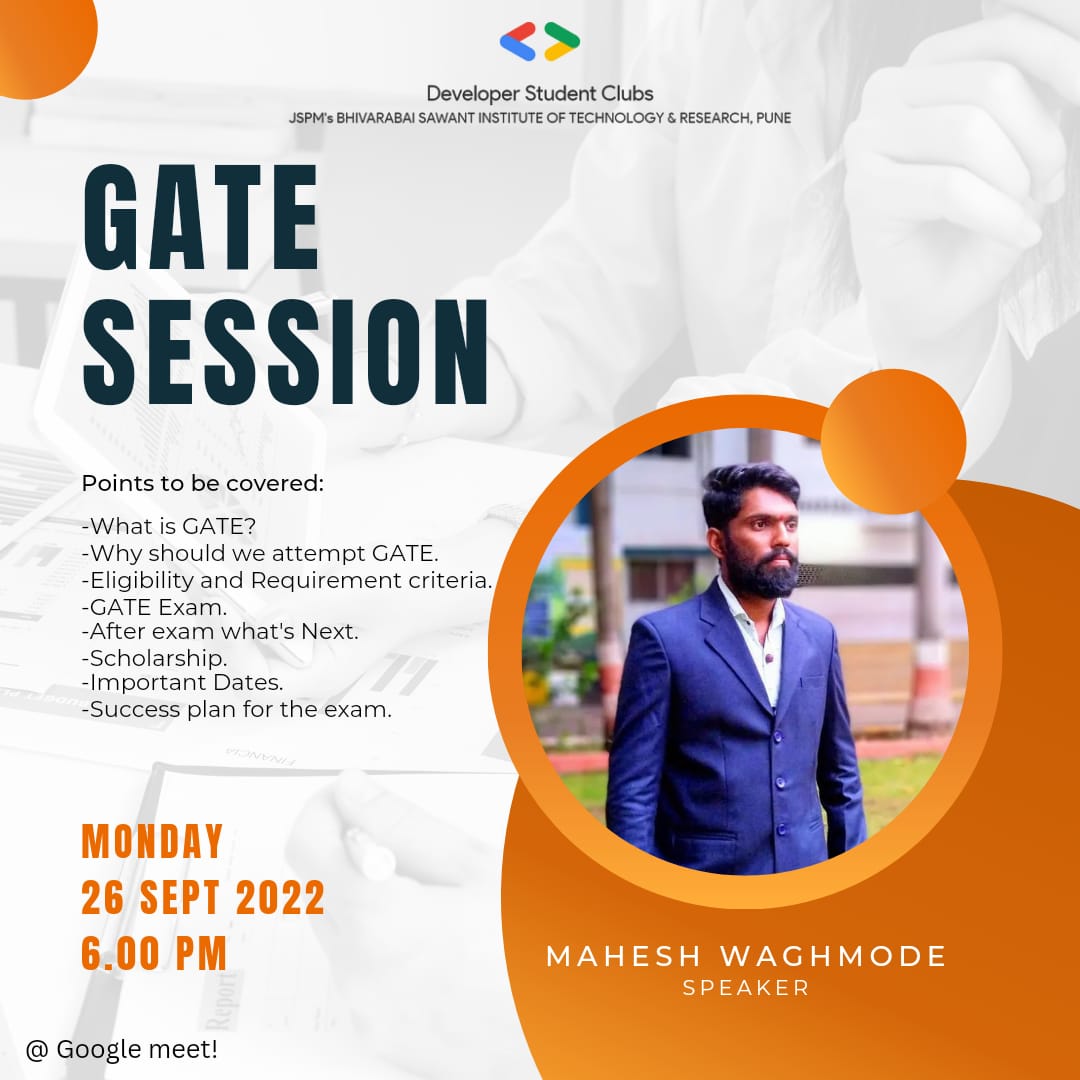 Developer Student Clubs
JSPM's BHIVARABAI SAWANT INSTITUTE OF TECHNOLOGY & RESEARCH, PUNE
GATE
SESSION
Points to be covered:
-What is GATE?
-Why should we attempt GATE.
-Eligibility and Requirement criteria.
-GATE Exam.
-After exam what's Next.
-Scholarship.
-Important Dates.
-Success plan for the exam.
FINANCIA
MONDAY
26 SEPT 2022
6.00 PM
Report
MAHESH WAGHMODE
SPEAKER
@ Google meet!